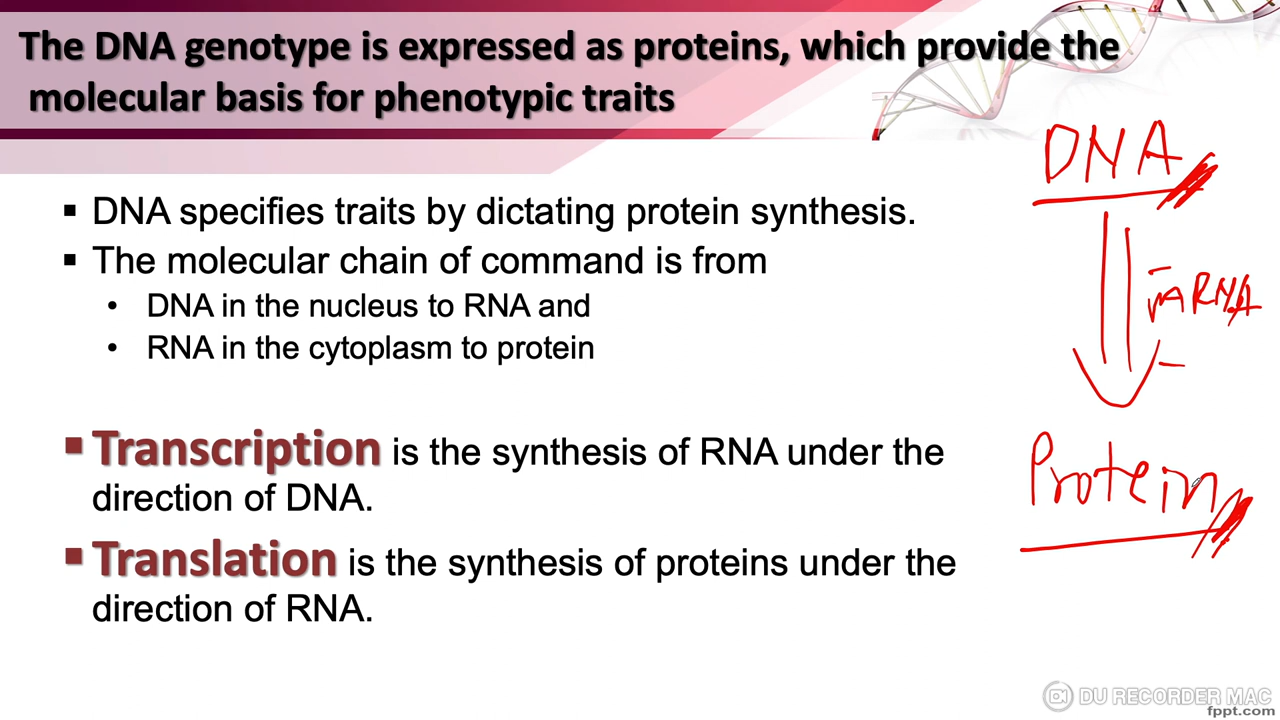 The DNA genotype is expressed as proteins, which provide the
molecular basis for phenotypic traits
▪ DNA specifies traits by dictating protein synthesis.
▪ The molecular chain of command is from
• DNA in the nucleus to RNA and
• RNA in the cytoplasm to protein
▪ Transcription is the synthesis of RNA under the
direction of DNA.
▪ Translation is the synthesis of proteins under the
direction of RNA.
DNA
mRNA
Protein
DU RECORDER MAC
fppt.com